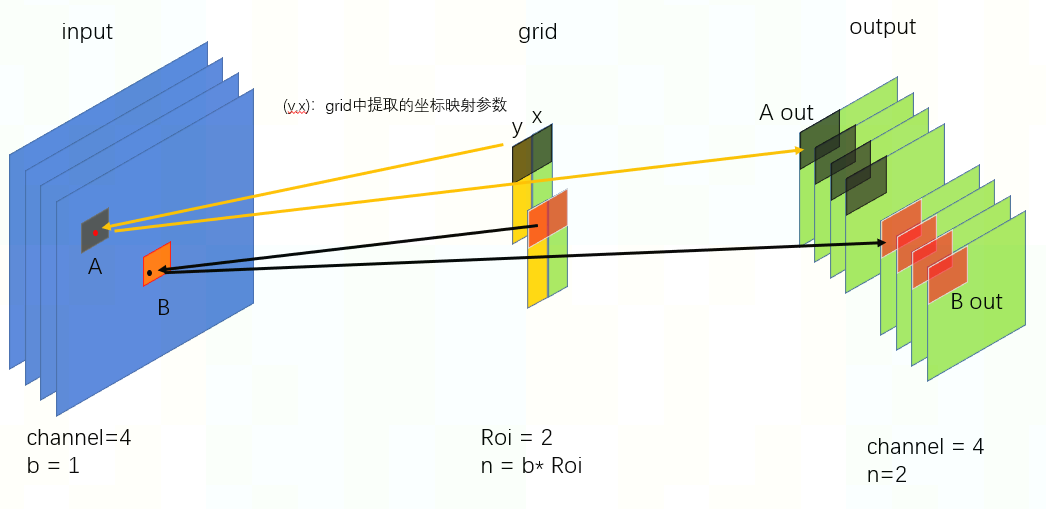 input
grid
output
(y.x)：grid中提取的坐标映射参数
y
x
A out
A
B
B out
channel=4
b = 1
Roi = 2
n = b* Roi
channel = 4
n=2